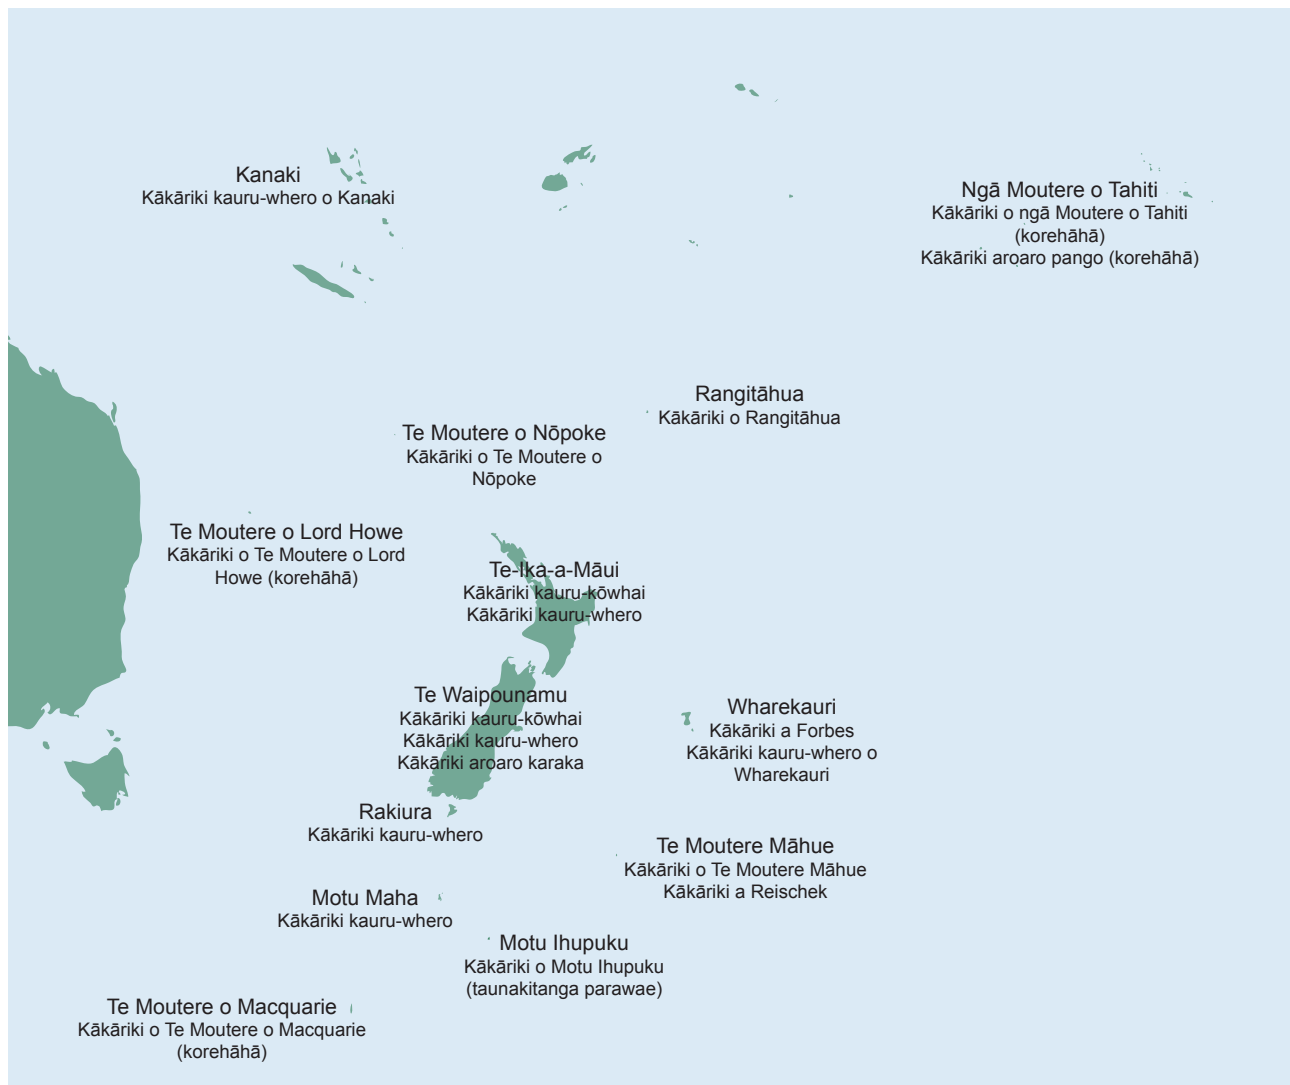 Kanaki
Kākāriki kauru-whero o Kanaki
Ngā Moutere o Tahiti
Kākāriki o ngā Moutere o Tahiti
(korehāhā)
Kākāriki aroaro pango (korehāhā)
Rangitāhua
Kākāriki o Rangitāhua
Te Moutere o Nōpoke
Kākāriki o Te Moutere o
Nōpoke
Te Moutere o Lord Howe
Kākāriki o Te Moutere o Lord
Howe (korehāhā)
Te-Ika-a-Māui
Kākāriki kauru-kōwhai
Kākāriki kauru-whero
Te Waipounamu
Kākāriki kauru-kōwhai
Kākāriki kauru-whero
Kākāriki aroaro karaka
Wharekauri
Kākāriki a Forbes
Kākāriki kauru-whero o
Wharekauri
Rakiura
Kākāriki kauru-whero
Te Moutere Māhue
Kākāriki o Te Moutere Māhue
Kākāriki a Reischek
Motu Maha
Kākāriki kauru-whero
Motu Ihupuku
Kākāriki o Motu Ihupuku
(taunakitanga parawae)
Te Moutere o Macquarie
Kākāriki o Te Moutere o Macquarie
(korehāhā)